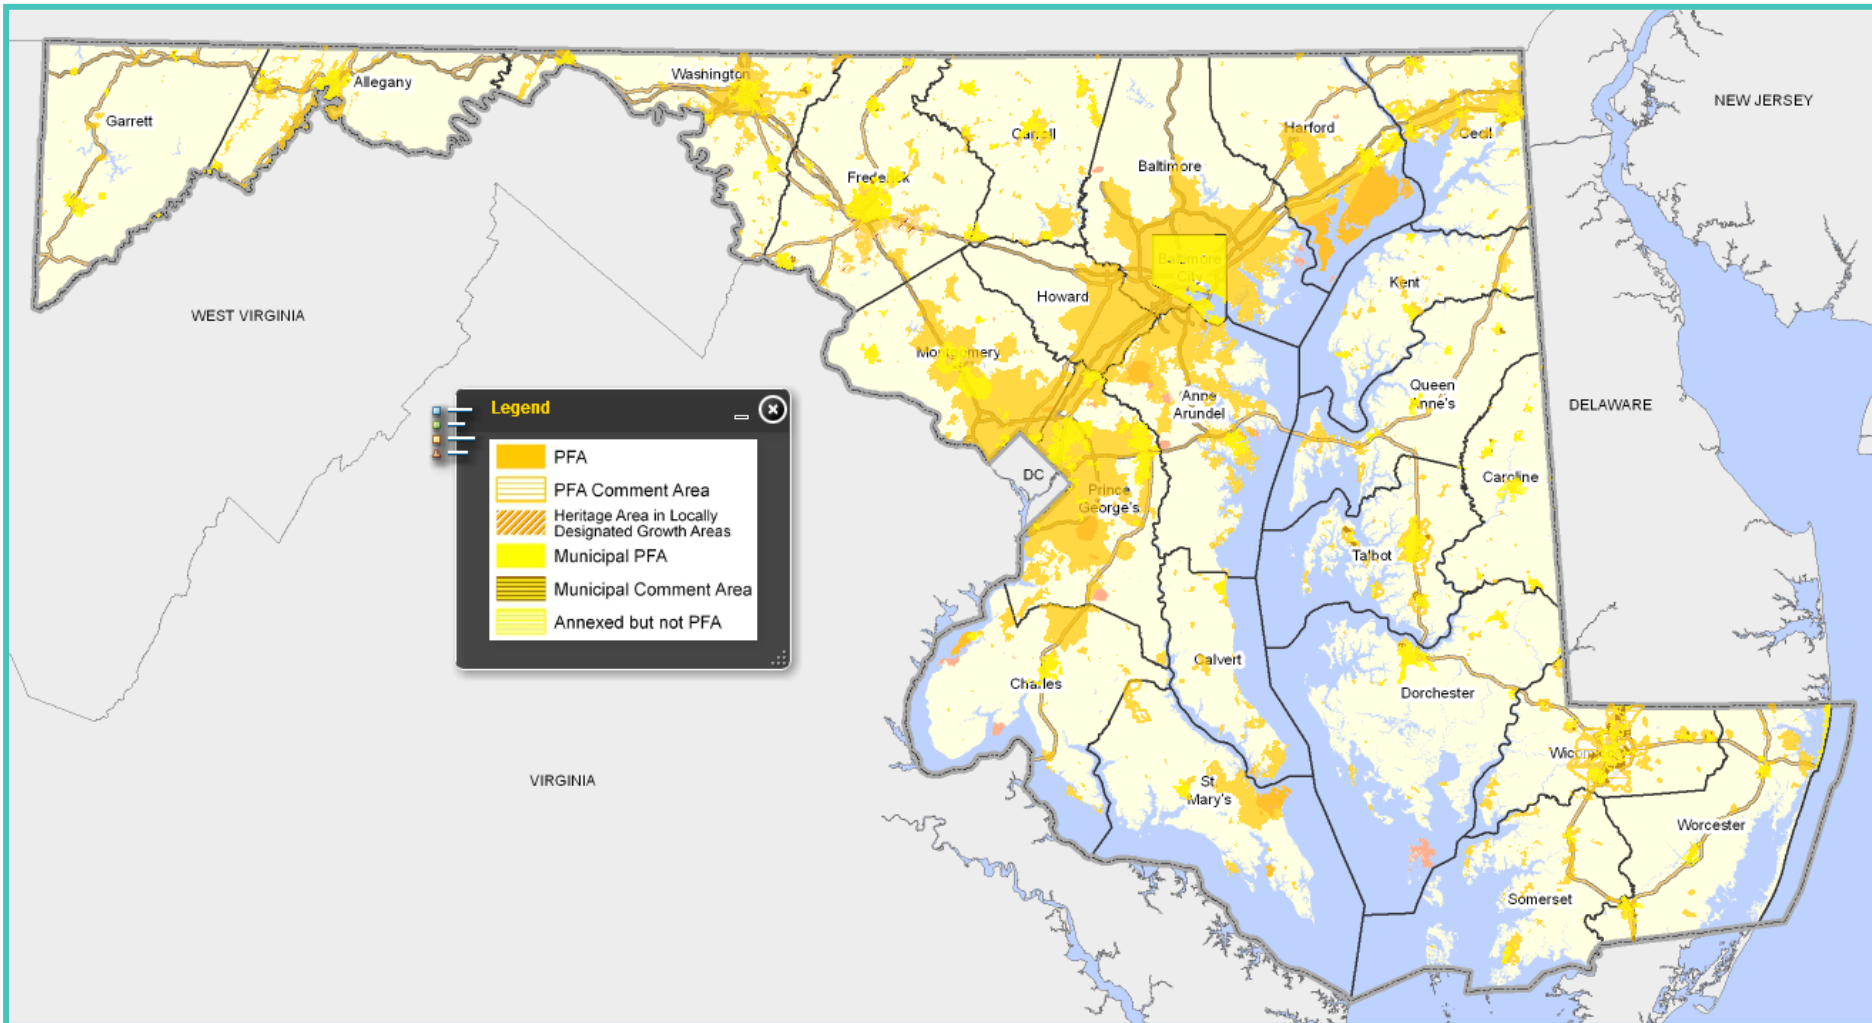 Washington
Allegany
Garrett
NEW JERSEY
Harford
Cecil
Carroll
Baltimore
Frederick
Baltimore
City
Kent
Howard
WEST VIRGINIA
Montgomery
Queen
Anne's
Anne
Arundel
DELAWARE
Legend
PFA
PFA Comment Area
Heritage Area in Locally
Designated Growth Areas
Municipal PFA
Municipal Comment Area
Annexed but not PFA
DC
Caroline
Prince
George's
Talbot
Calvert
Charles
Dorchester
VIRGINIA
St
Mary's
Worcester
Somerset